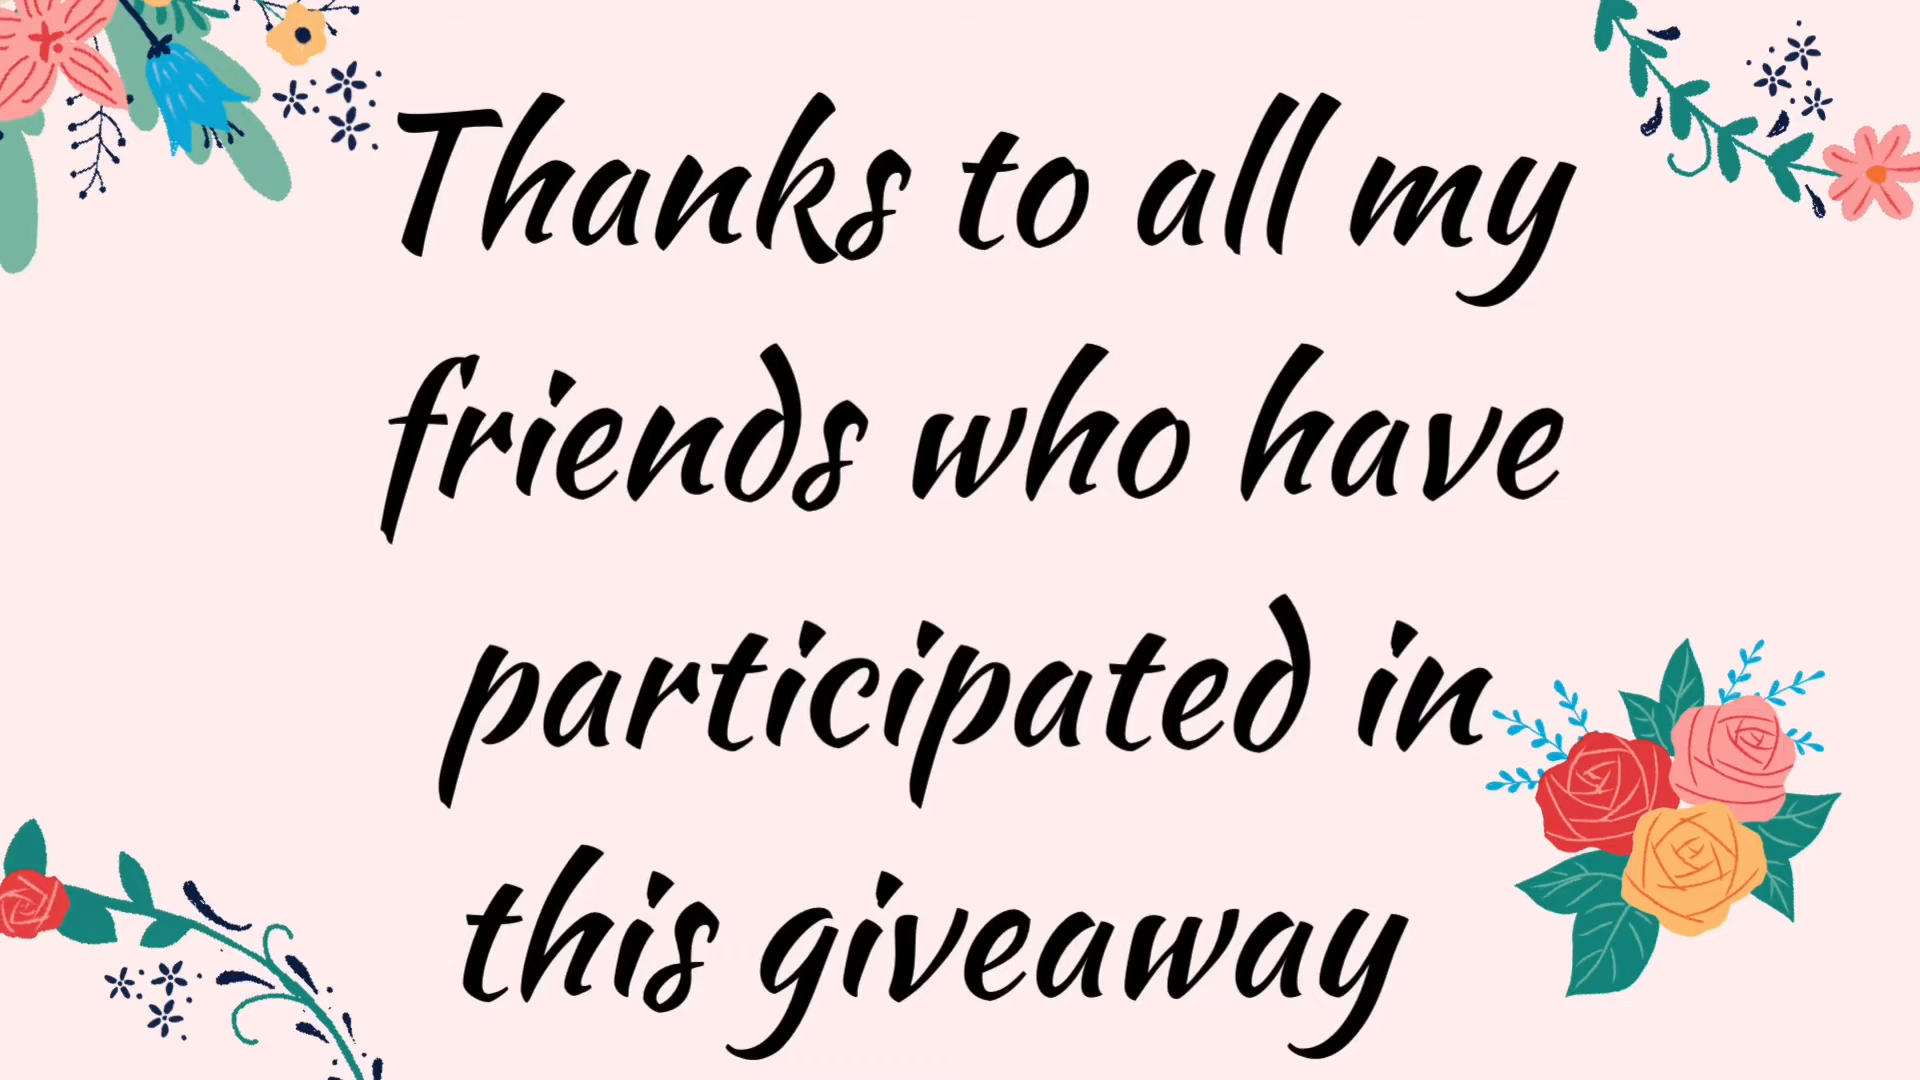 Thanks to all my
friends who have
participated in
this giveaway